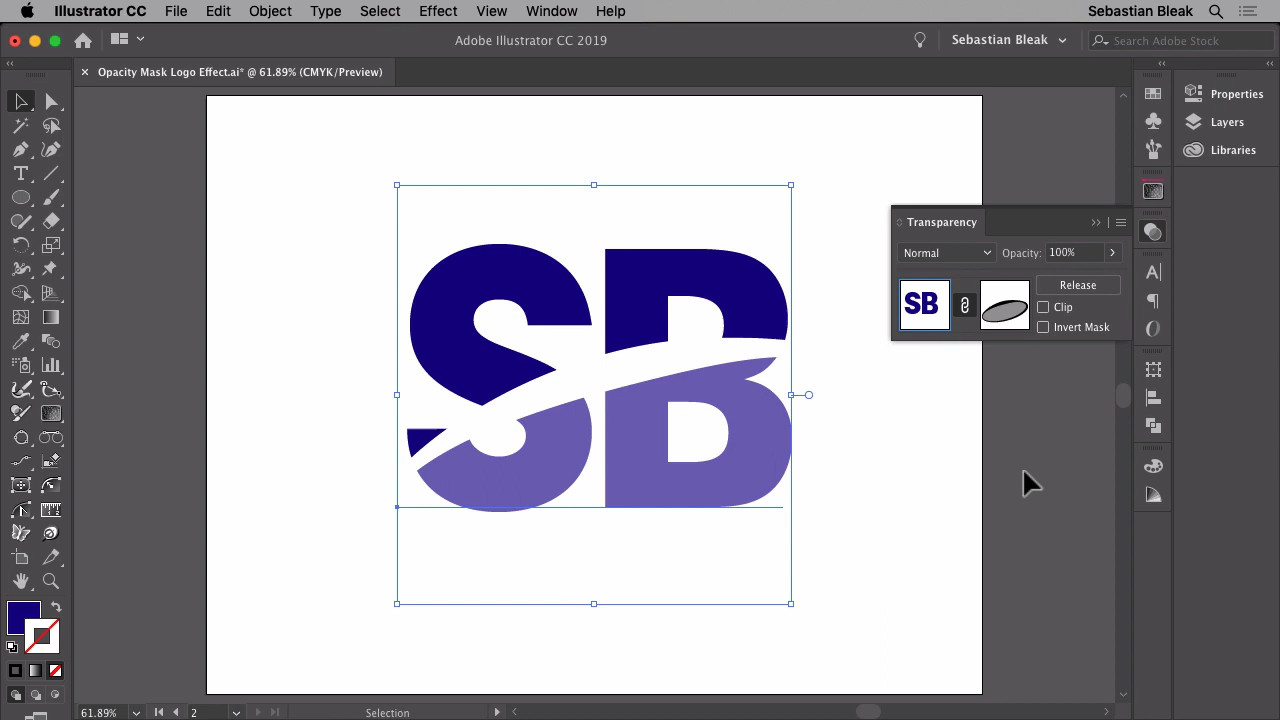 Illustrator CC File Edit Object Type Select Effect View Window Help Sebastian Bleak
Adobe Illustrator CC 2019 Sebastian Bleak Search Adobe Stock
× Opacity Mask Logo Effect.ai* @ 61.89% (CMYK/Preview)
Properties
Layers
Libraries
Transparency
Normal Opacity: 100%
SB
Release
Clip
Invert Mask
SB
61.89% 2 Selection